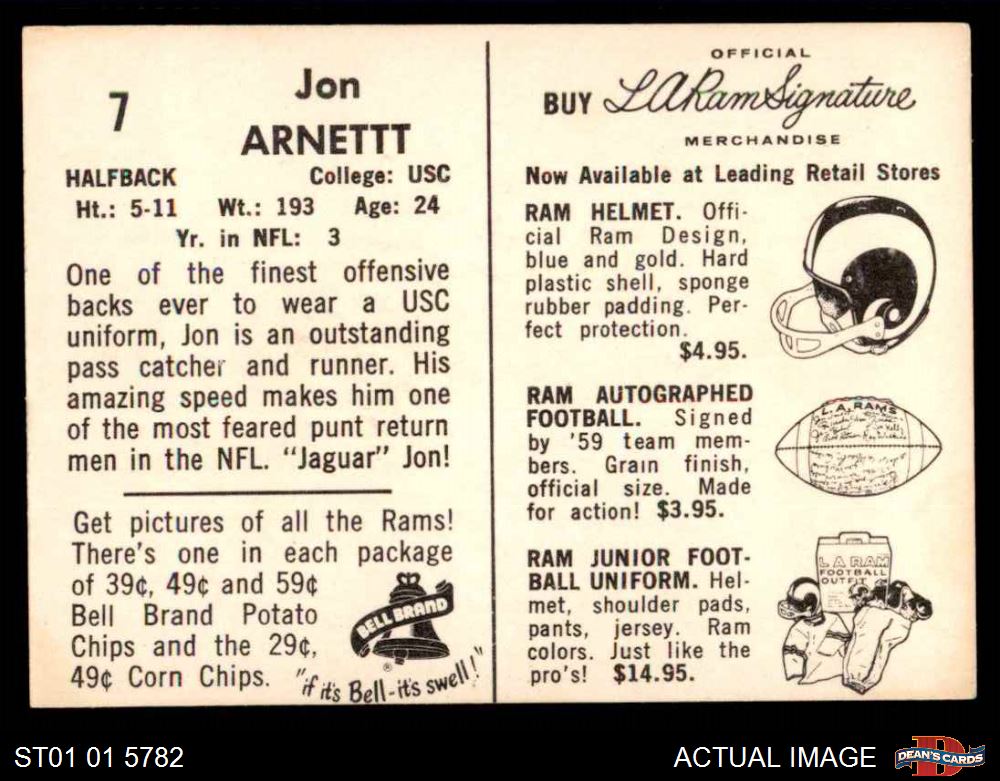 7
Jon
ARNETTT
HALFBACK College: USC
Ht.: 5-11 Wt.: 193 Age: 24
Yr. in NFL: 3
One of the finest offensive
backs ever to wear a USC
uniform, Jon is an outstanding
pass catcher and runner. His
amazing speed makes him one
of the most feared punt return
men in the NFL. "Jaguar" Jon!
Get pictures of all the Rams!
There's one in each package
of 39¢, 49¢ and 59¢
Bell Brand Potato
Chips and the 29¢,
49¢ Corn Chips.
BELL BRAND
®
"if it's Bell-it's swell!"
OFFICIAL
BUY LA Ram Signature
MERCHANDISE
Now Available at Leading Retail Stores
RAM HELMET. Offi-
cial Ram Design,
blue and gold. Hard
plastic shell, sponge
rubber padding. Per-
fect protection.
$4.95.
RAM AUTOGRAPHED
FOOTBALL. Signed
by '59 team mem-
bers. Grain finish,
official size. Made
for action! $3.95.
L.A. RAMS
RAM JUNIOR FOOT-
BALL UNIFORM. Hel-
met, shoulder pads,
pants, jersey. Ram
colors. Just like the
pro's! $14.95.
L A RAM
FOOTBALL
OUTFIT
ST01 01 5782
ACTUAL IMAGE
D
DEAN'S CARDS